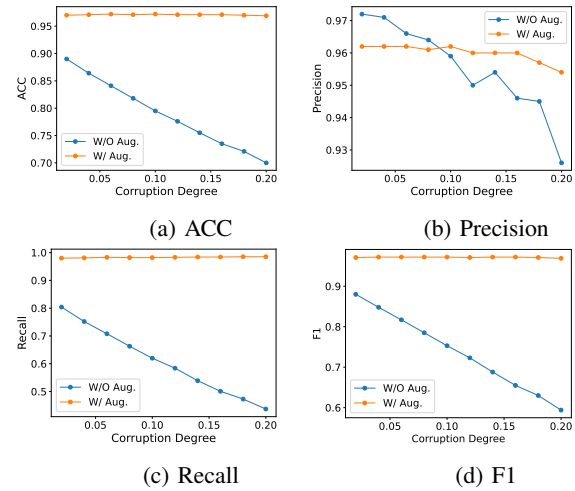 0.95
0.90
0.85
0.80
0.75
0.70
ACC
W/O Aug.
W/ Aug.
0.05 0.10 0.15 0.20
Corruption Degree
(a) ACC
0.97
0.96
0.95
0.94
0.93
Precision
W/O Aug.
W/ Aug.
0.05 0.10 0.15 0.20
Corruption Degree
(b) Precision
1.0
0.9
0.8
0.7
0.6
0.5
Recall
W/O Aug.
W/ Aug.
0.05 0.10 0.15 0.20
Corruption Degree
(c) Recall
0.9
0.8
0.7
0.6
F1
W/O Aug.
W/ Aug.
0.05 0.10 0.15 0.20
Corruption Degree
(d) F1